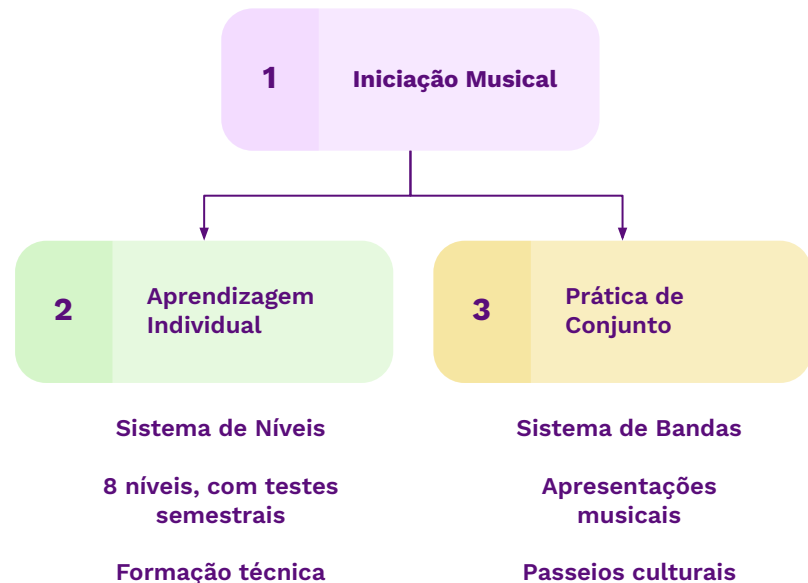 1
Iniciação Musical
2
Aprendizagem
Individual
3
Prática de
Conjunto
Sistema de Níveis
8 níveis, com testes
semestrais
Formação técnica
Sistema de Bandas
Apresentações
musicais
Passeios culturais